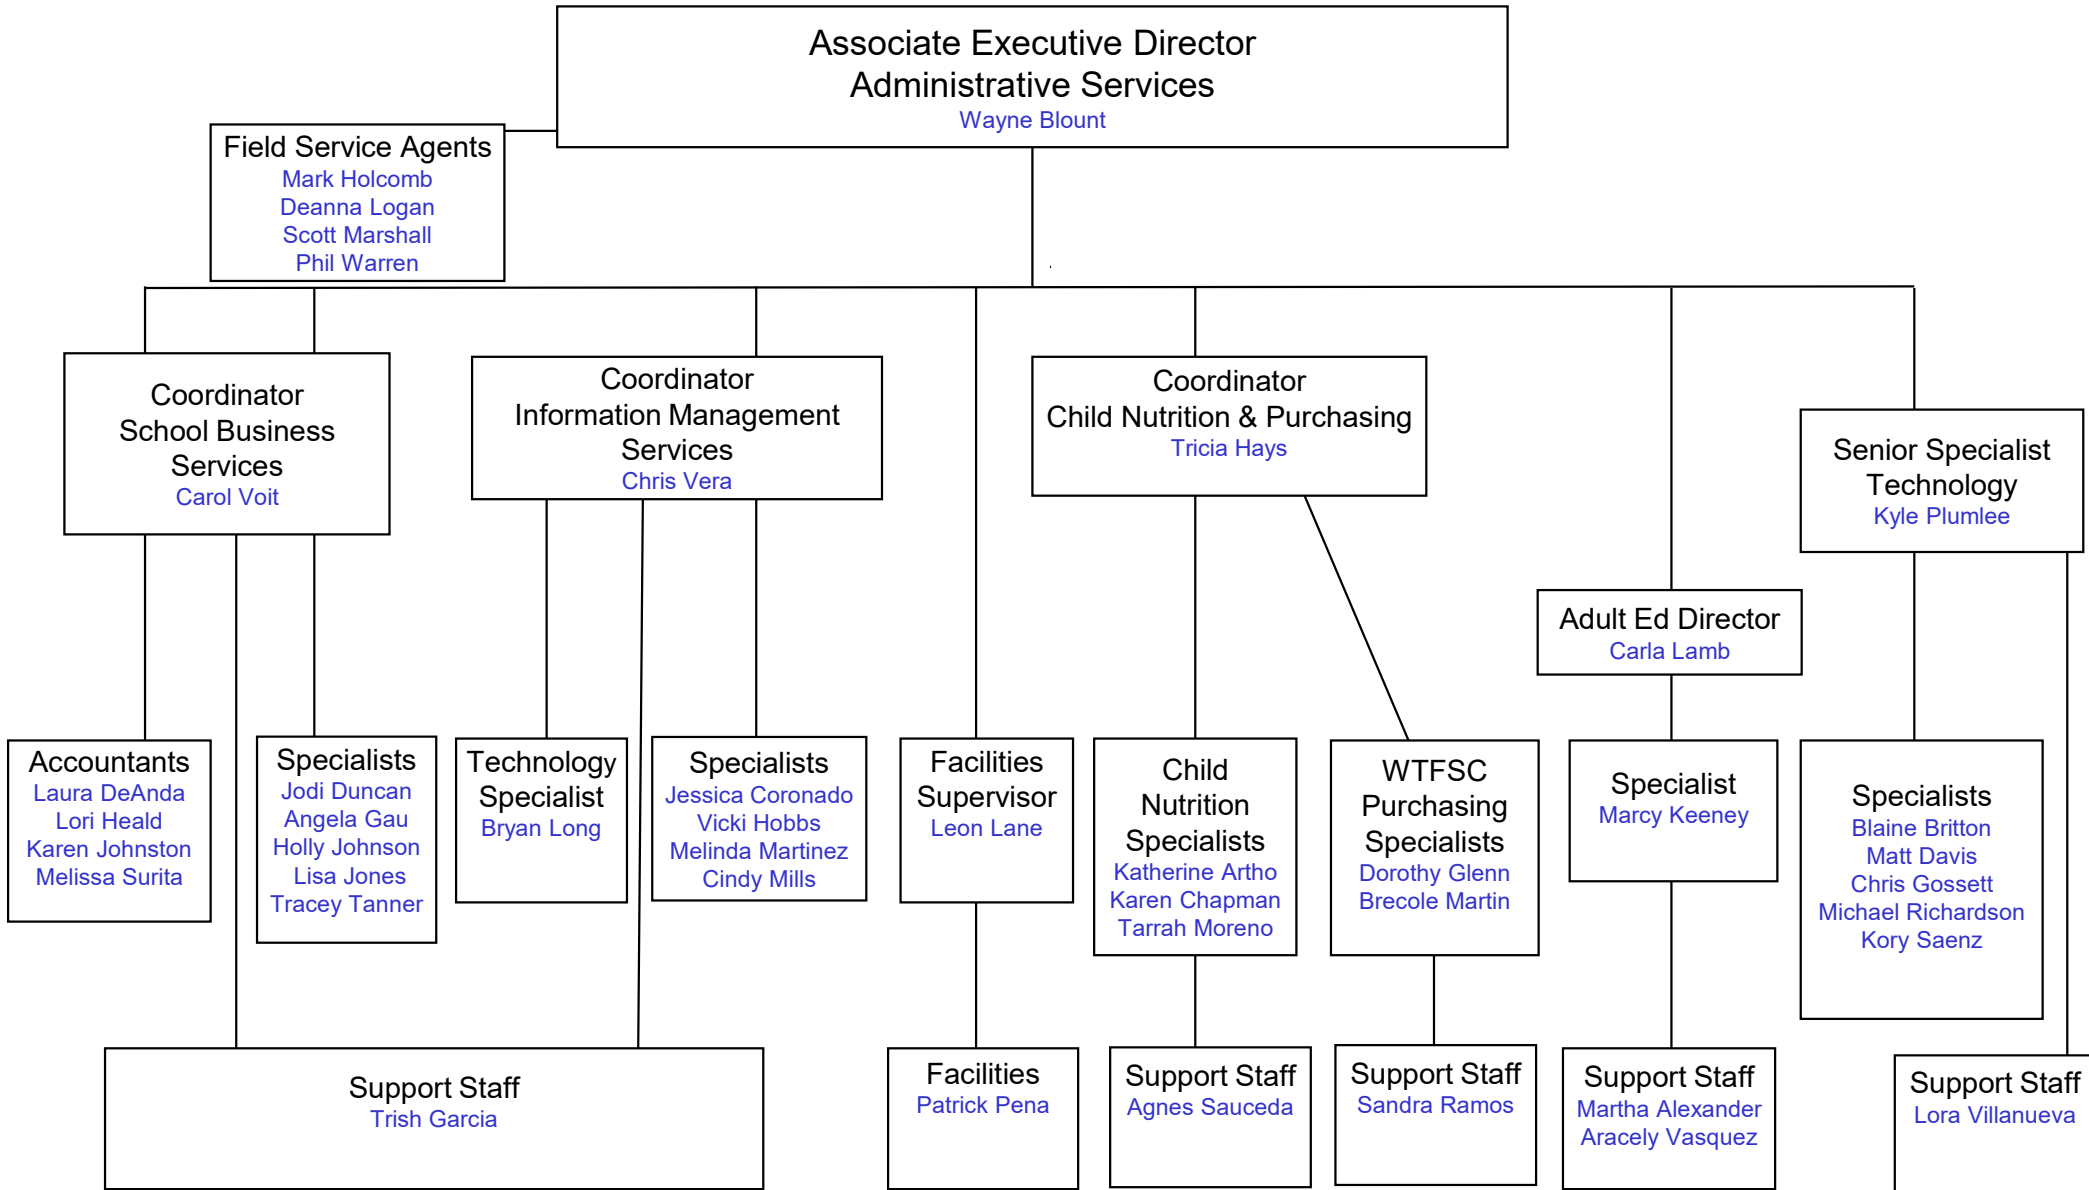 Associate Executive Director
Administrative Services
Wayne Blount
Field Service Agents
Mark Holcomb
Deanna Logan
Scott Marshall
Phil Warren
Coordinator
School Business
Services
Carol Voit
Coordinator
Information Management
Services
Chris Vera
Coordinator
Child Nutrition & Purchasing
Tricia Hays
Senior Specialist
Technology
Kyle Plumlee
Adult Ed Director
Carla Lamb
Accountants
Laura DeAnda
Lori Heald
Karen Johnston
Melissa Surita
Specialists
Jodi Duncan
Angela Gau
Holly Johnson
Lisa Jones
Tracey Tanner
Technology
Specialist
Bryan Long
Specialists
Jessica Coronado
Vicki Hobbs
Melinda Martinez
Cindy Mills
Facilities
Supervisor
Leon Lane
Child
Nutrition
Specialists
Katherine Artho
Karen Chapman
Tarrah Moreno
WTFSC
Purchasing
Specialists
Dorothy Glenn
Brecole Martin
Specialist
Marcy Keeney
Specialists
Blaine Britton
Matt Davis
Chris Gossett
Michael Richardson
Kory Saenz
Support Staff
Trish Garcia
Facilities
Patrick Pena
Support Staff
Agnes Sauceda
Support Staff
Sandra Ramos
Support Staff
Martha Alexander
Aracely Vasquez
Support Staff
Lora Villanueva